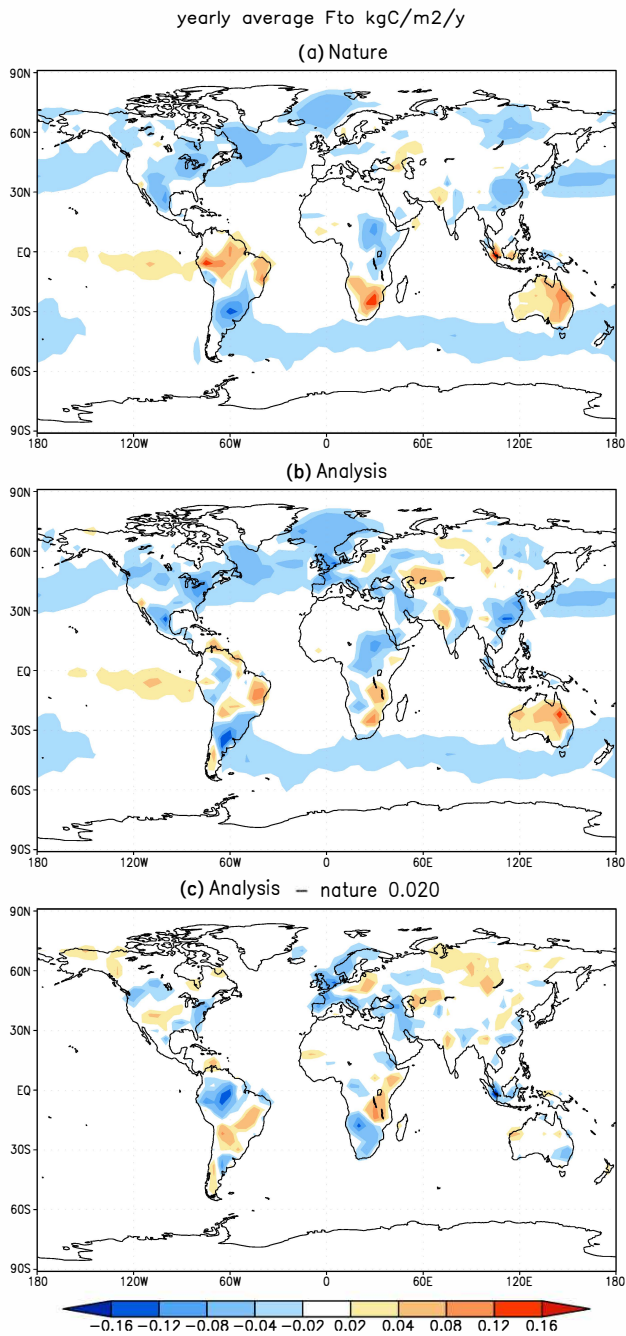 yearly average Fto kgC/m2/y
(a) Nature
90N
60N
30N
EQ
30S
60S
90S
180 120W 60W 0 60E 120E 180
(b) Analysis
90N
60N
30N
EQ
30S
60S
90S
180 120W 60W 0 60E 120E 180
(c) Analysis – nature 0.020
90N
60N
30N
EQ
30S
60S
90S
180 120W 60W 0 60E 120E 180
−0.16 −0.12 −0.08 −0.04 −0.02 0.02 0.04 0.08 0.12 0.16